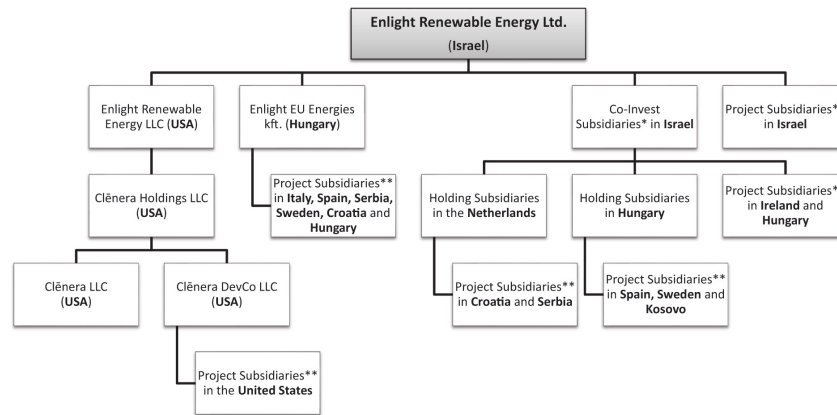 Enlight Renewable Energy Ltd.
(Israel)
Enlight Renewable
Energy LLC (USA)
Enlight EU Energies
kft. (Hungary)
Co-Invest
Subsidiaries* in Israel
Project Subsidiaries*
in Israel
Clēnera Holdings LLC
(USA)
Project Subsidiaries**
in Italy, Spain, Serbia,
Sweden, Croatia and
Hungary
Holding Subsidiaries
in the Netherlands
Holding Subsidiaries
in Hungary
Project Subsidiaries*
in Ireland and
Hungary
Clēnera LLC
(USA)
Clēnera DevCo LLC
(USA)
Project Subsidiaries**
in Croatia and Serbia
Project Subsidiaries**
in Spain, Sweden and
Kosovo
Project Subsidiaries**
in the United States